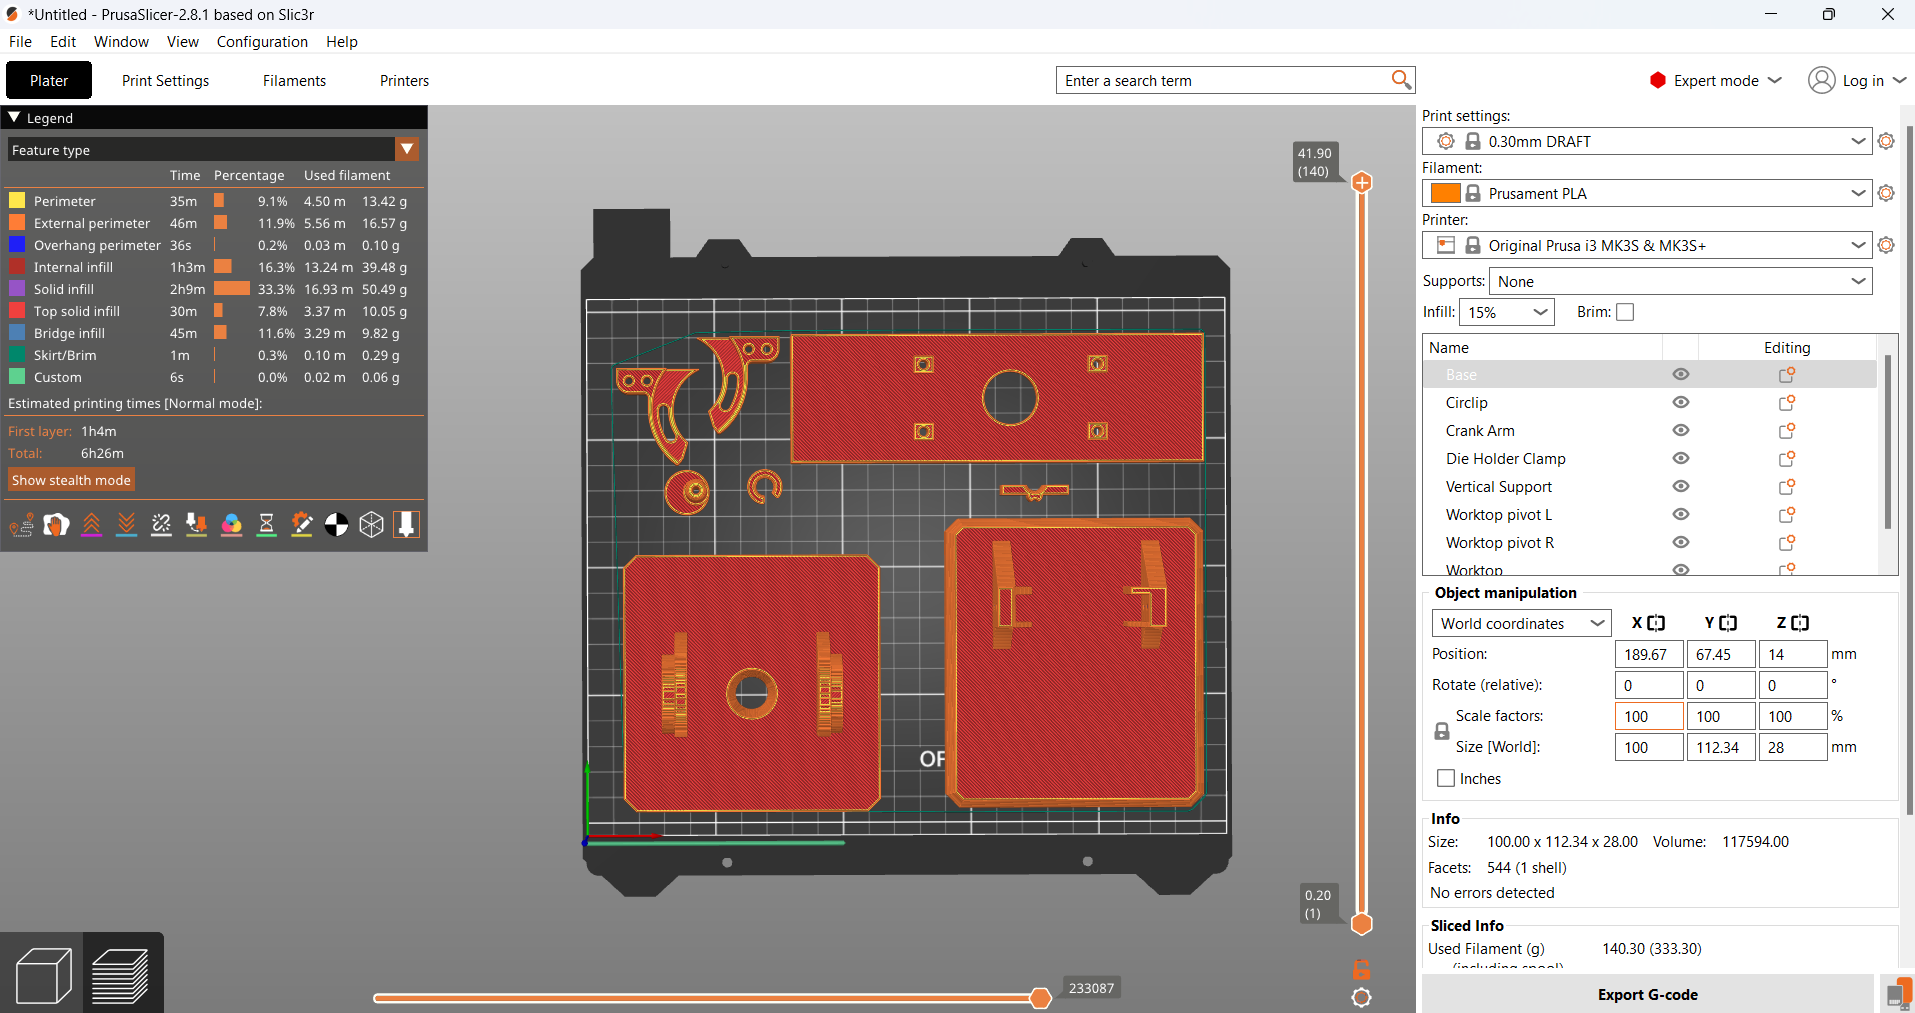 *Untitled - PrusaSlicer-2.8.1 based on Slic3r
File Edit Window View Configuration Help
Plater Print Settings Filaments Printers Enter a search term Expert mode Log in
Legend
Feature type
Time Percentage Used filament
Perimeter 35m 9.1% 4.50 m 13.42 g
External perimeter 46m 11.9% 5.56 m 16.57 g
Overhang perimeter 36s 0.2% 0.03 m 0.10 g
Internal infill 1h3m 16.3% 13.24 m 39.48 g
Solid infill 2h9m 33.3% 16.93 m 50.49 g
Top solid infill 30m 7.8% 3.37 m 10.05 g
Bridge infill 45m 11.6% 3.29 m 9.82 g
Skirt/Brim 1m 0.3% 0.10 m 0.29 g
Custom 6s 0.0% 0.02 m 0.06 g
Estimated printing times [Normal mode]:
First layer: 1h4m
Total: 6h26m
Show stealth mode
41.90
(140)
OF
0.20
(1)
233087
Print settings:
0.30mm DRAFT
Filament:
Prusament PLA
Printer:
Original Prusa i3 MK3S & MK3S+
Supports: None
Infill: 15% Brim:
Name Editing
Base
Circlip
Crank Arm
Die Holder Clamp
Vertical Support
Worktop pivot L
Worktop pivot R
Worktop
Object manipulation
World coordinates X Y Z
Position: 189.67 67.45 14 mm
Rotate (relative): 0 0 0 °
Scale factors: 100 100 100 %
Size [World]: 100 112.34 28 mm
Inches
Info
Size: 100.00 x 112.34 x 28.00 Volume: 117594.00
Facets: 544 (1 shell)
No errors detected
Sliced Info
Used Filament (g) 140.30 (333.30)
(including spool)
Export G-code